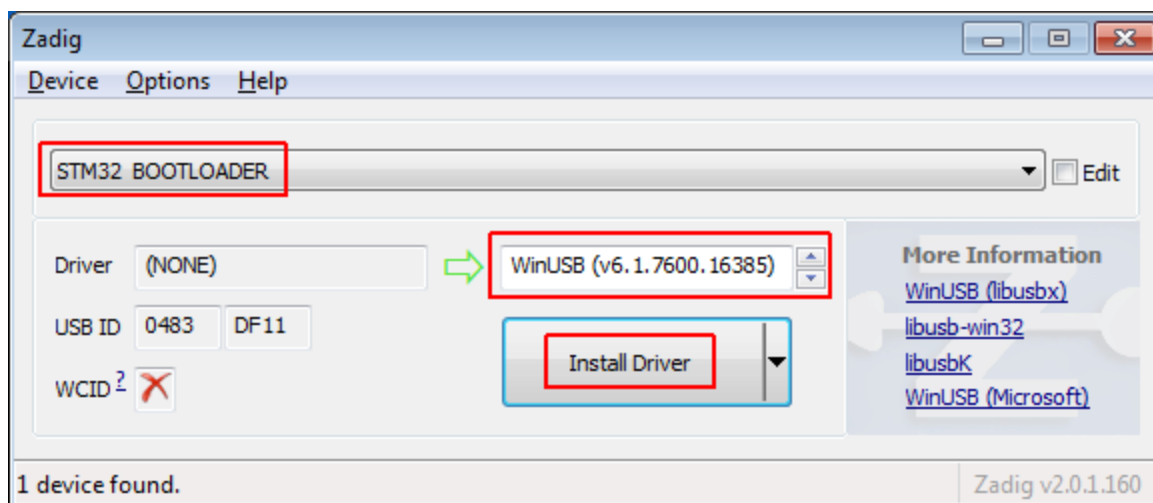 Zadig
Device Options Help
STM32 BOOTLOADER
Edit
Driver (NONE) WinUSB (v6.1.7600.16385)
USB ID 0483 DF11
WCID ?
Install Driver
More Information
WinUSB (libusbx)
libusb-win32
libusbK
WinUSB (Microsoft)
1 device found.
Zadig v2.0.1.160